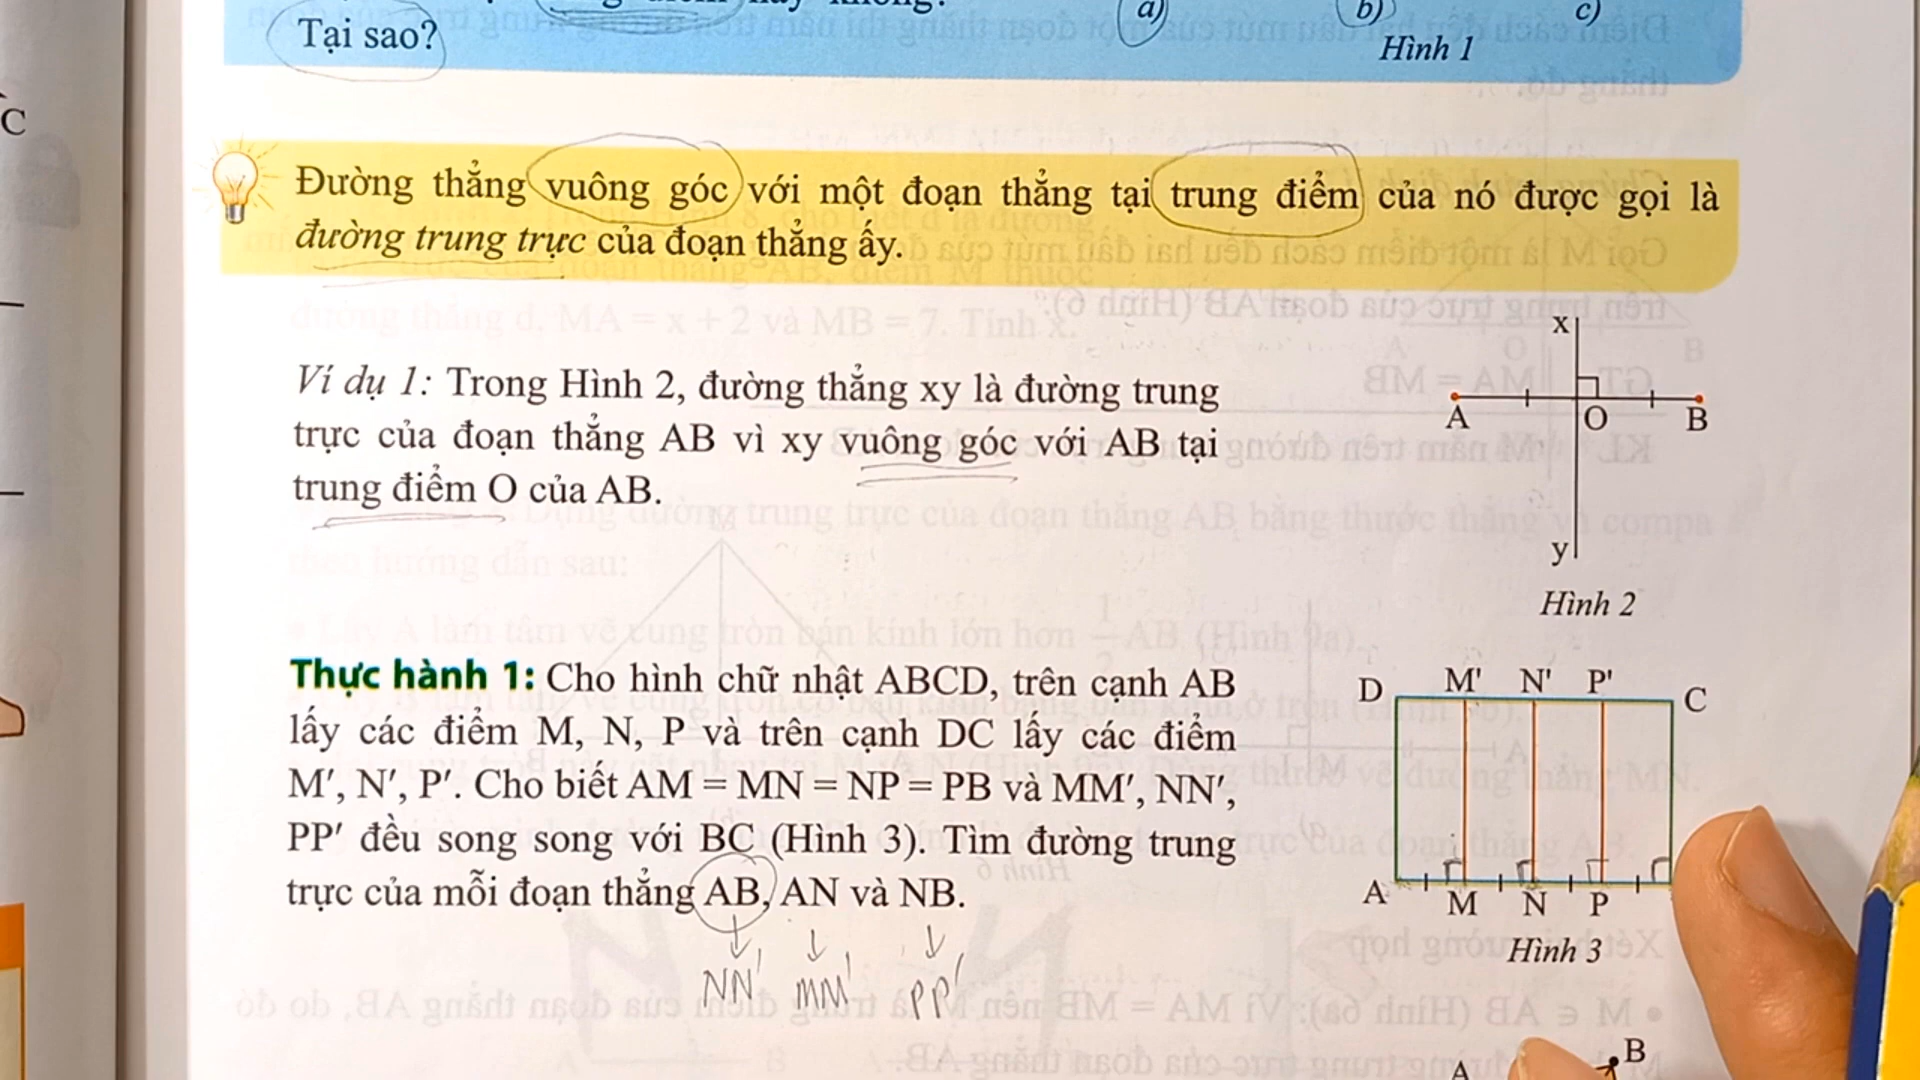 C
Tại sao?
a)
b)
c)
Hình 1
Đường thẳng vuông góc với một đoạn thẳng tại trung điểm của nó được gọi là
đường trung trực của đoạn thẳng ấy.
Ví dụ 1: Trong Hình 2, đường thẳng xy là đường trung
trực của đoạn thẳng AB vì xy vuông góc với AB tại
trung điểm O của AB.
x
A
O
B
y
Hình 2
Thực hành 1: Cho hình chữ nhật ABCD, trên cạnh AB
lấy các điểm M, N, P và trên cạnh DC lấy các điểm
M', N', P'. Cho biết AM = MN = NP = PB và MM', NN',
PP' đều song song với BC (Hình 3). Tìm đường trung
trực của mỗi đoạn thẳng AB, AN và NB.
NN' MM' PP'
D M' N' P' C
A M N P
Hình 3
A
B